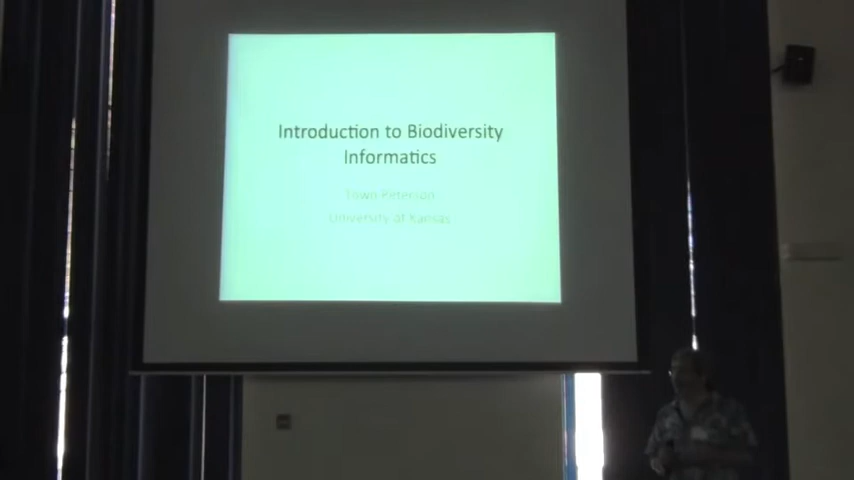 Introduction to Biodiversity
Informatics
Town Peterson
University of Kansas